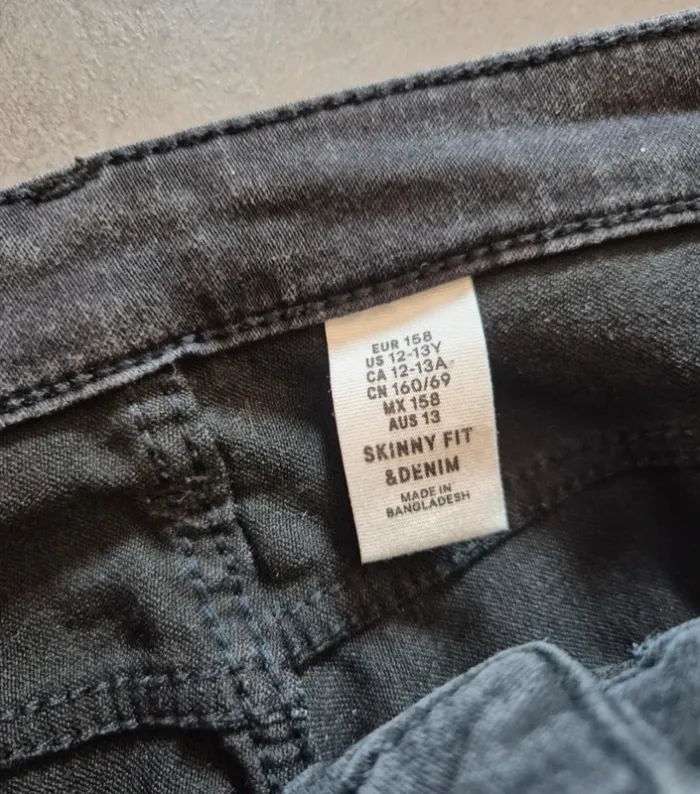 EUR 158
US 12-13Y
CA 12-13A
CN 160/69
MX 158
AUS 13
SKINNY FIT
&DENIM
MADE IN
BANGLADESH